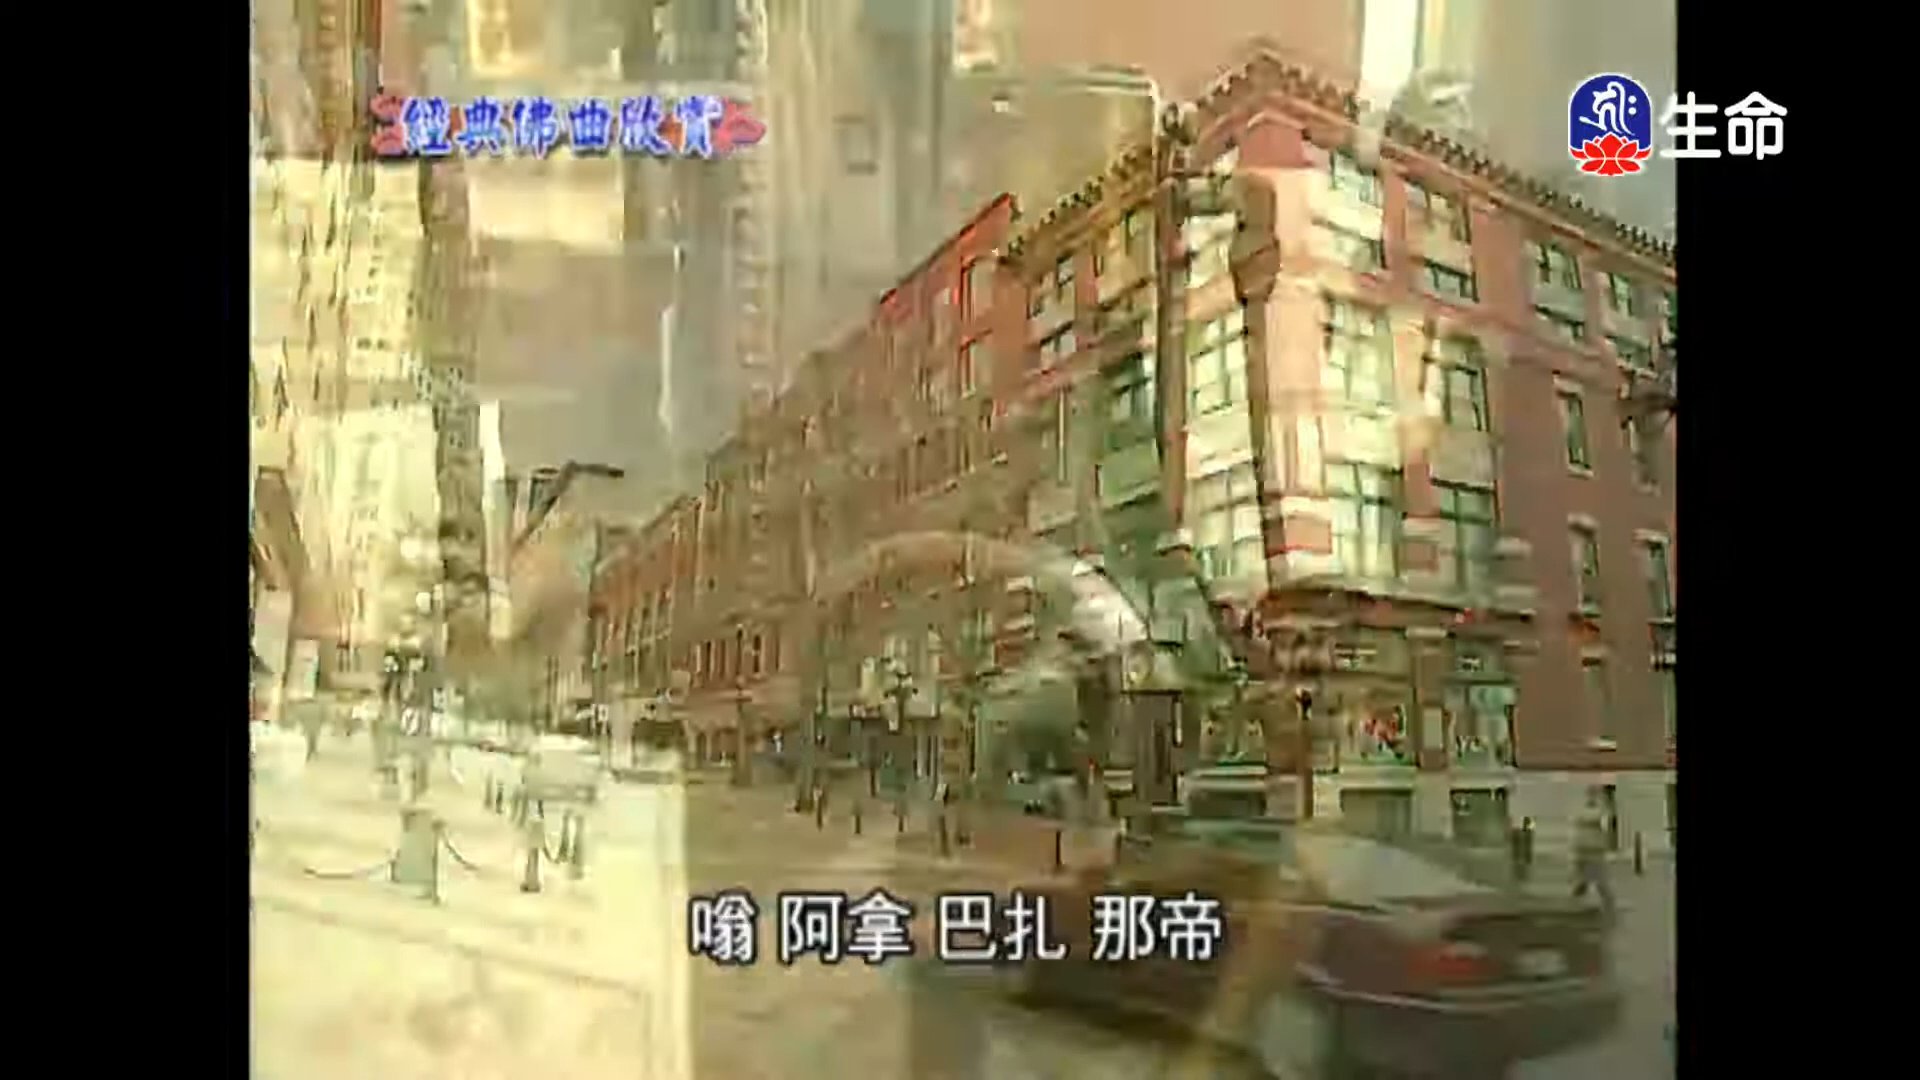 經典佛曲欣賞
生命
嗡 阿拿 巴扎 那帝